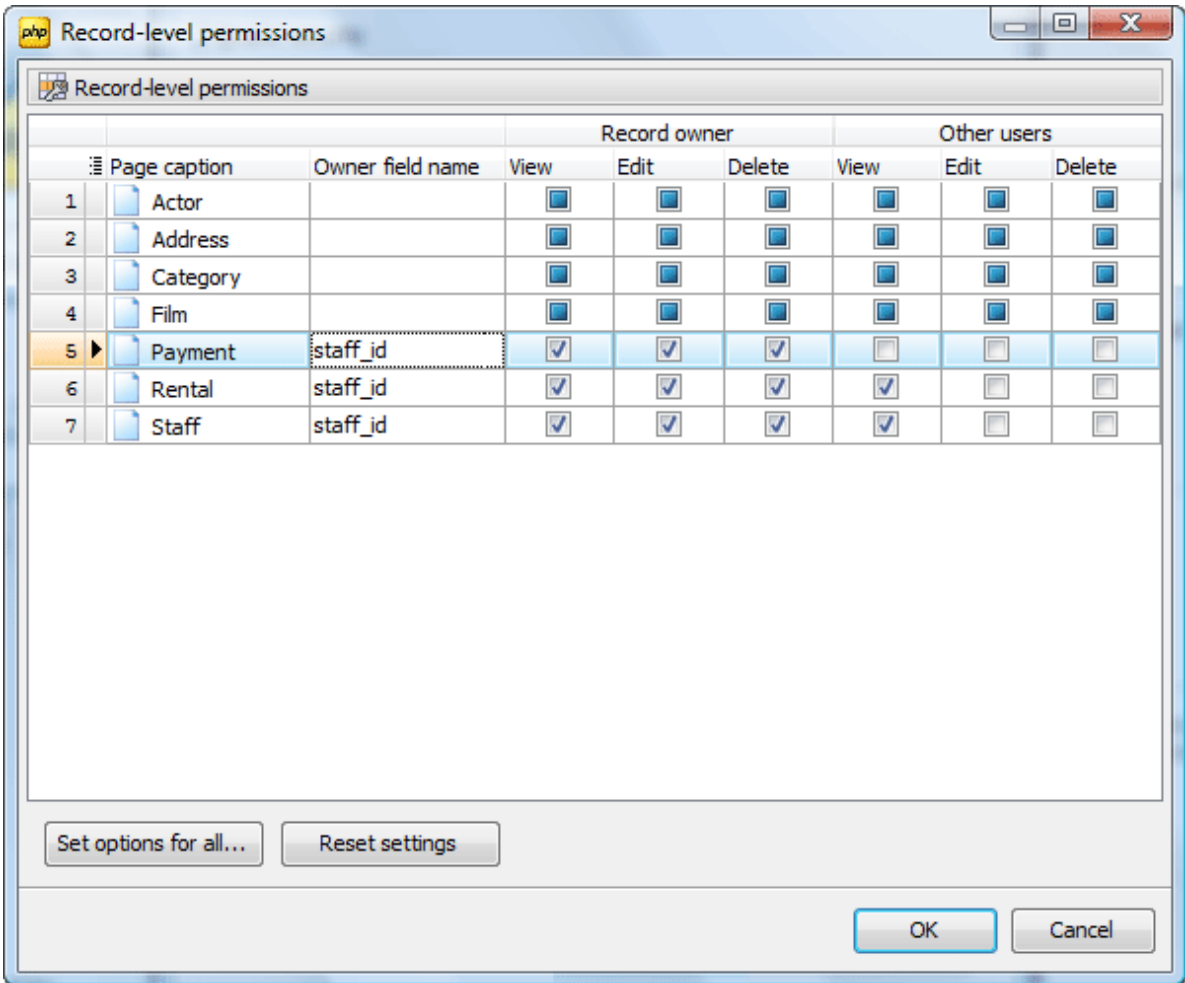 php Record-level permissions
Record-level permissions
Record owner Other users
Page caption Owner field name View Edit Delete View Edit Delete
1 Actor
2 Address
3 Category
4 Film
5 Payment staff_id
6 Rental staff_id
7 Staff staff_id
Set options for all... Reset settings
OK Cancel